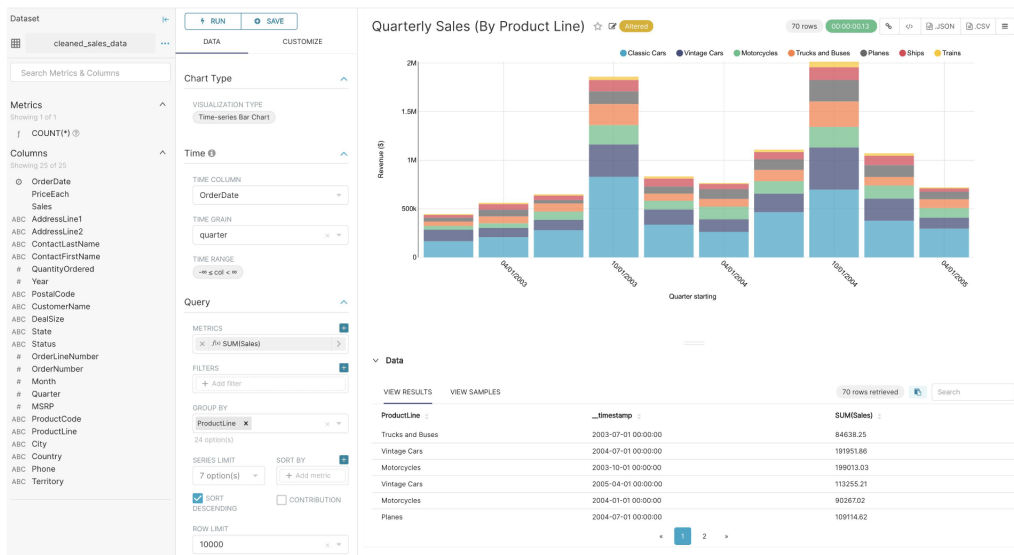 Dataset
cleaned_sales_data
Search Metrics & Columns
Metrics
Showing 1 of 1
f COUNT(*)
Columns
Showing 25 of 25
OrderDate
PriceEach
Sales
ABC AddressLine1
ABC AddressLine2
ABC ContactLastName
ABC ContactFirstName
# QuantityOrdered
# Year
ABC PostalCode
ABC CustomerName
ABC DealSize
ABC State
ABC Status
# OrderLineNumber
# OrderNumber
# Month
# Quarter
# MSRP
ABC ProductCode
ABC ProductLine
ABC City
ABC Country
ABC Phone
ABC Territory
RUN
SAVE
DATA
CUSTOMIZE
Chart Type
VISUALIZATION TYPE
Time-series Bar Chart
Time
TIME COLUMN
OrderDate
TIME GRAIN
quarter
TIME RANGE
-∞ ≤ col < ∞
Query
METRICS
f(x) SUM(Sales)
FILTERS
+ Add filter
GROUP BY
ProductLine x
24 option(s)
SERIES LIMIT
SORT BY
7 option(s)
+ Add metric
SORT DESCENDING
CONTRIBUTION
ROW LIMIT
10000
Quarterly Sales (By Product Line)
Altered
70 rows
00:00:00:13
</>
.JSON
.CSV
Classic Cars
Vintage Cars
Motorcycles
Trucks and Buses
Planes
Ships
Trains
2M
1.5M
1M
500k
0
Revenue ($)
04/01/2003
10/01/2003
04/01/2004
10/01/2004
04/01/2005
Quarter starting
Data
VIEW RESULTS
VIEW SAMPLES
70 rows retrieved
Search
ProductLine __timestamp SUM(Sales)
Trucks and Buses 2003-07-01 00:00:00 84638.25
Vintage Cars 2004-07-01 00:00:00 191951.86
Motorcycles 2003-10-01 00:00:00 199013.03
Vintage Cars 2005-04-01 00:00:00 113255.21
Motorcycles 2004-01-01 00:00:00 90267.02
Planes 2004-07-01 00:00:00 109114.62
« 1 2 »